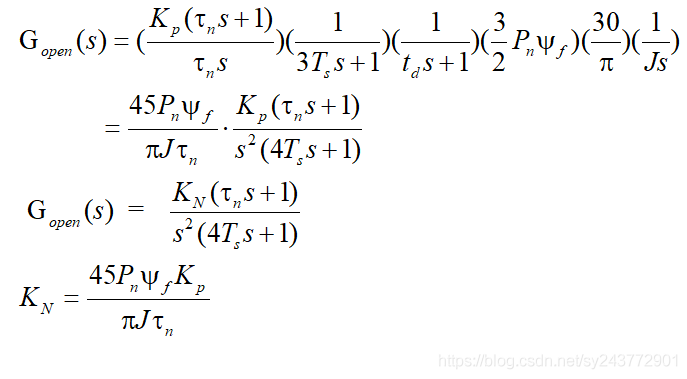 G_open(s) = (K_p(τ_n s+1)/τ_n s)(1/3T_s s+1)(1/t_d s+1)(3/2 P_n ψ_f)(30/π)(1/Js)
= 45P_n ψ_f/πJτ_n · K_p(τ_n s+1)/s²(4T_s s+1)
G_open(s) = K_N(τ_n s+1)/s²(4T_s s+1)
K_N = 45P_n ψ_f K_p/πJτ_n
https://blog.csdn.net/sy243772901